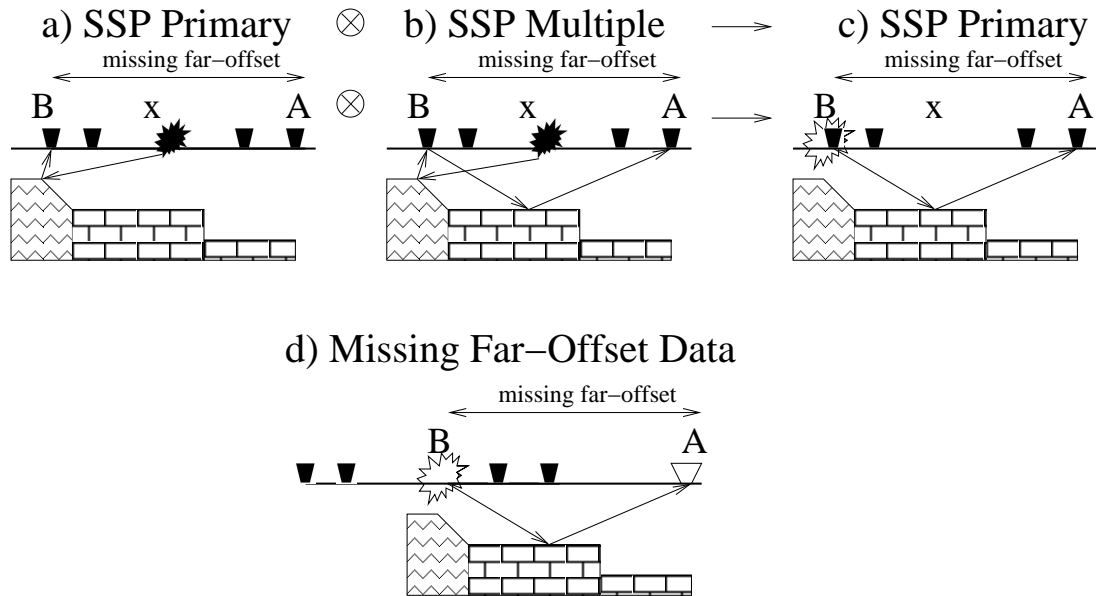 a) SSP Primary ⊗ b) SSP Multiple → c) SSP Primary
missing far−offset missing far−offset missing far−offset
B x A ⊗ B x A → B x A
d) Missing Far−Offset Data
missing far−offset
B A